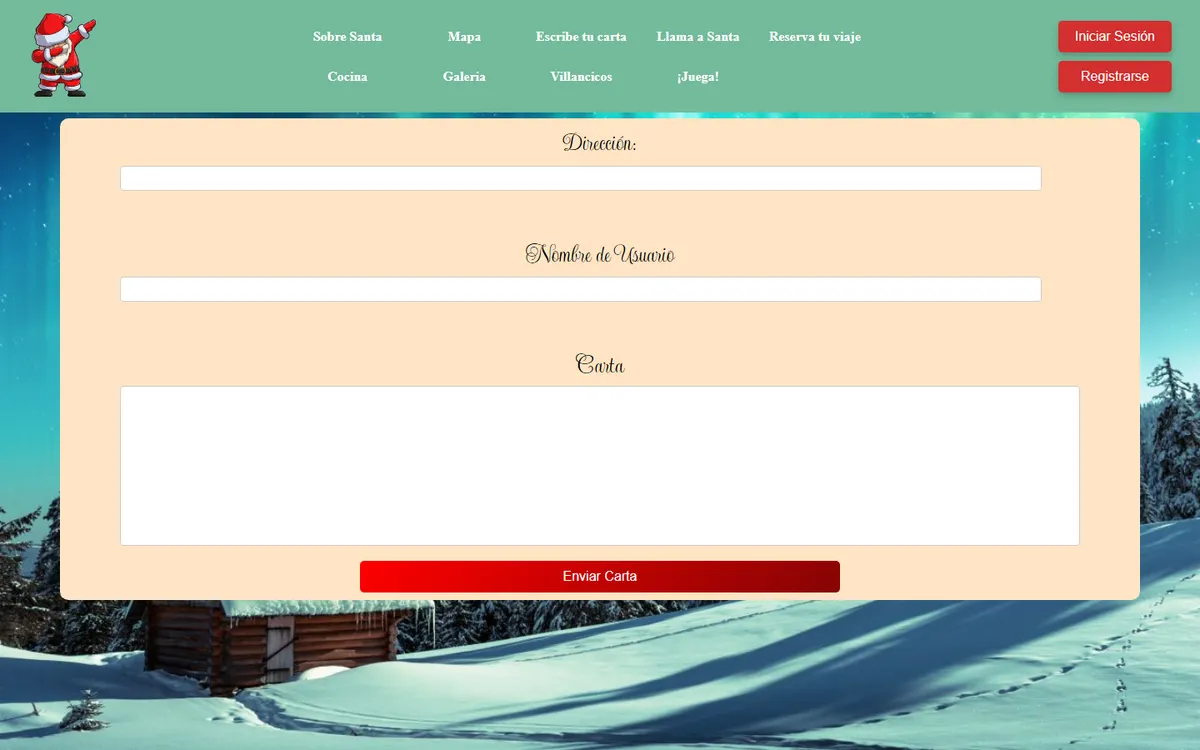 Sobre Santa Mapa Escribe tu carta Llama a Santa Reserva tu viaje
Cocina Galeria Villancicos ¡Juega!
Iniciar Sesión
Registrarse
Dirección:
Nombre de Usuario
Carta
Enviar Carta